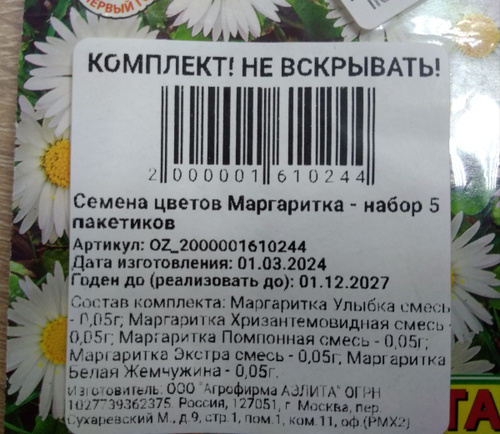 ПЕРВЫЙ ГО
КОМПЛЕКТ! НЕ ВСКРЫВАТЬ!
2 000001 610244
Семена цветов Маргаритка - набор 5
пакетиков
Артикул: OZ_2000001610244
Дата изготовления: 01.03.2024
Годен до (реализовать до): 01.12.2027
Состав комплекта: Маргаритка Улыбка смесь
- 0,05г; Маргаритка Хризантемовидная смесь -
0,05г; Маргаритка Помпонная смесь - 0,05г;
Маргаритка Экстра смесь - 0,05г; Маргаритка
Белая Жемчужина - 0,05г.
Изготовитель: ООО "Агрофирма АЭЛИТА" ОГРН
1027739362375. Россия, 127051, г. Москва, пер.
Сухаревский М., д.9, стр.1, пом.1, ком.11, оф.(РМХ2)
ТА